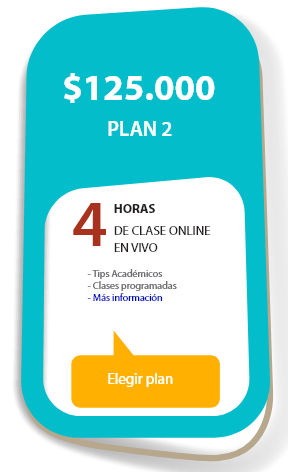 $125.000
PLAN 2
4 HORAS
DE CLASE ONLINE
EN VIVO
- Tips Académicos
- Clases programadas
- Más información
Elegir plan